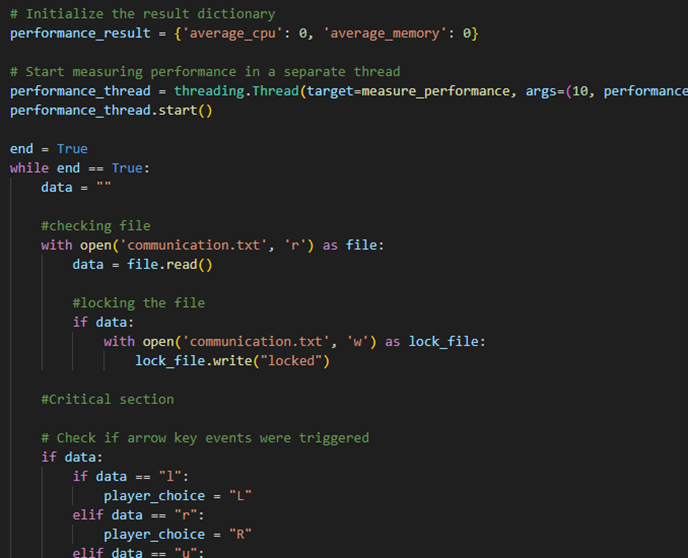 # Initialize the result dictionary
performance_result = {'average_cpu': 0, 'average_memory': 0}
# Start measuring performance in a separate thread
performance_thread = threading.Thread(target=measure_performance, args=(10, performance
performance_thread.start()
end = True
while end == True:
data = ""
#checking file
with open('communication.txt', 'r') as file:
data = file.read()
#locking the file
if data:
with open('communication.txt', 'w') as lock_file:
lock_file.write("locked")
#Critical section
# Check if arrow key events were triggered
if data:
if data == "l":
player_choice = "L"
elif data == "r":
player_choice = "R"
elif data == "u":